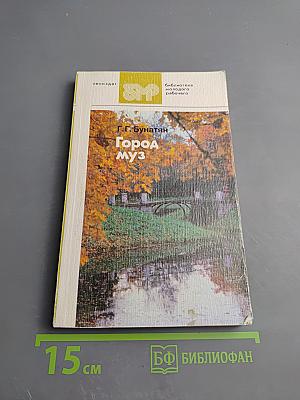 лениздат
БМР
библиотека
молодого
рабочего
Г. Г. Бунатян
Город
муз
15 см
БФ БИБЛИОФАН